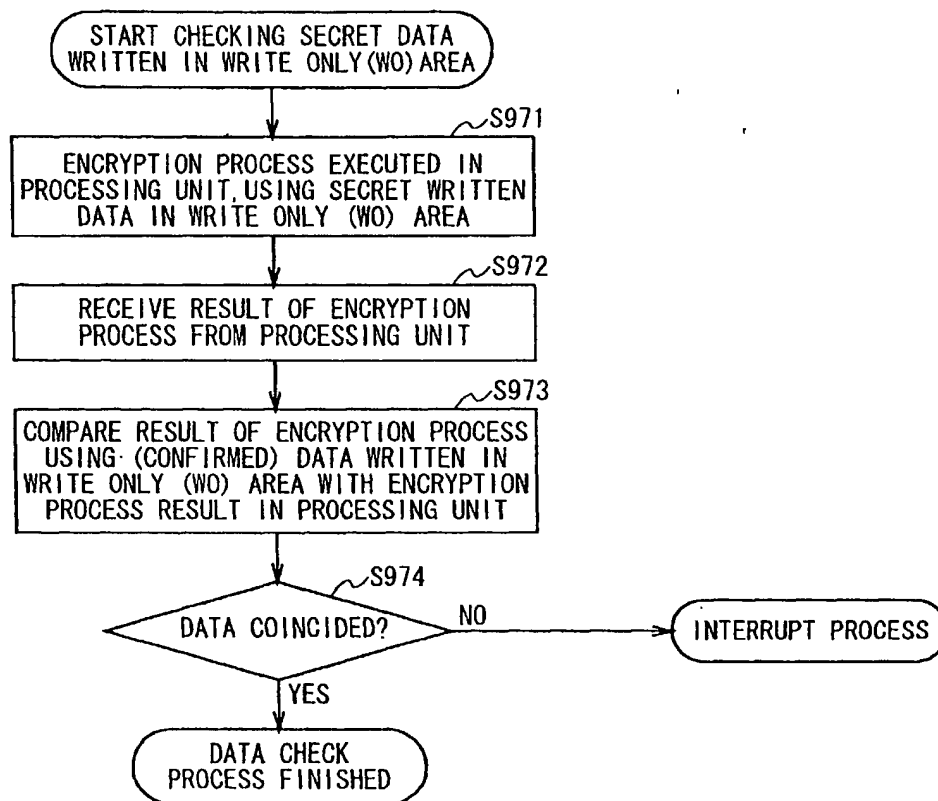 START CHECKING SECRET DATA
WRITTEN IN WRITE ONLY(WO)AREA
S971
ENCRYPTION PROCESS EXECUTED IN
PROCESSING UNIT, USING SECRET WRITTEN
DATA IN WRITE ONLY (WO) AREA
S972
RECEIVE RESULT OF ENCRYPTION
PROCESS FROM PROCESSING UNIT
S973
COMPARE RESULT OF ENCRYPTION PROCESS
USING (CONFIRMED) DATA WRITTEN IN
WRITE ONLY (WO) AREA WITH ENCRYPTION
PROCESS RESULT IN PROCESSING UNIT
S974
DATA COINCIDED?
NO
INTERRUPT PROCESS
YES
DATA CHECK
PROCESS FINISHED